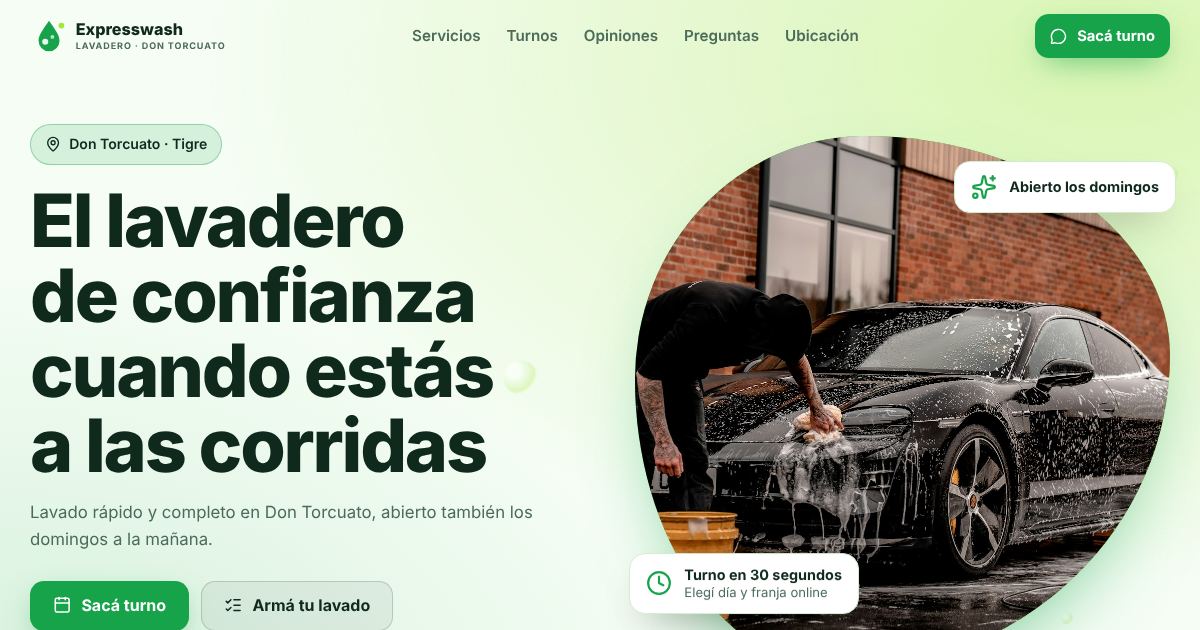 Expresswash
LAVADERO · DON TORCUATO
Servicios
Turnos
Opiniones
Preguntas
Ubicación
Sacá turno
Don Torcuato · Tigre
El lavadero
de confianza
cuando estás
a las corridas
Lavado rápido y completo en Don Torcuato, abierto también los
domingos a la mañana.
Sacá turno
Armá tu lavado
Abierto los domingos
Turno en 30 segundos
Elegí día y franja online